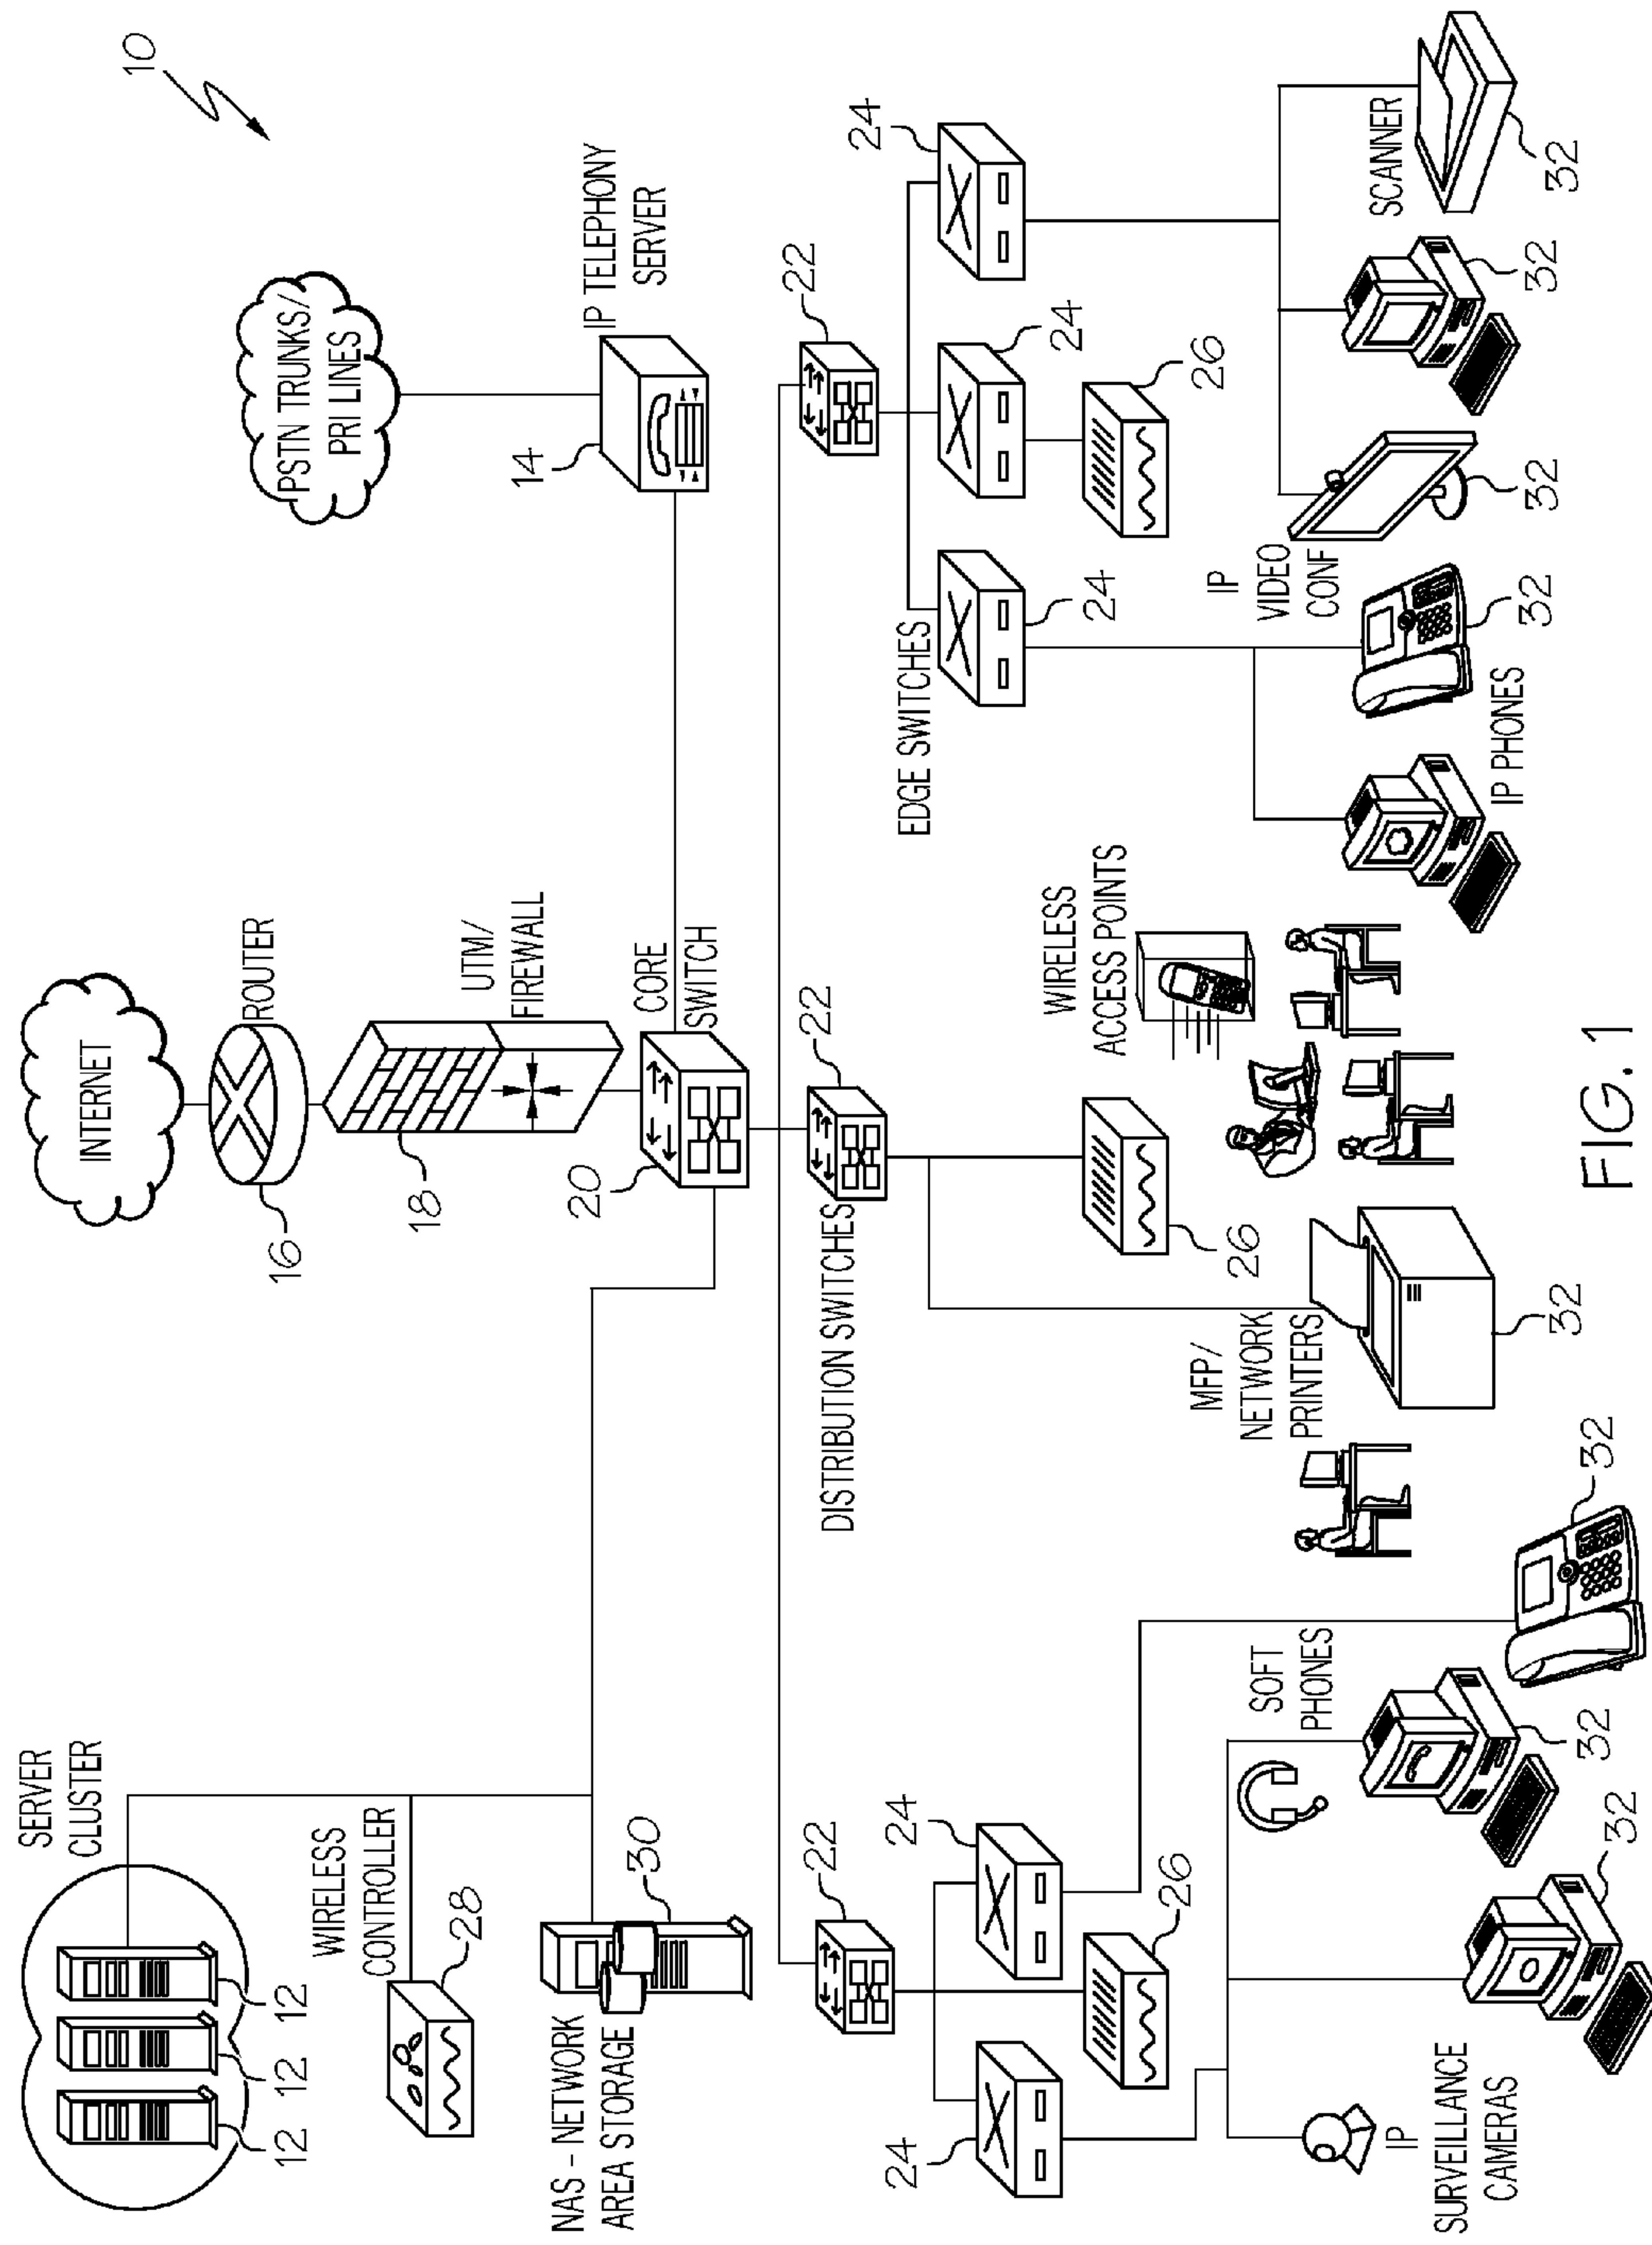 10
SERVER
CLUSTER
12
12
12
WIRELESS
CONTROLLER
28
NAS - NETWORK
AREA STORAGE
30
INTERNET
ROUTER
16
UTM/
FIREWALL
18
CORE
SWITCH
20
PSTN TRUNKS/
PRI LINES
IP TELEPHONY
SERVER
14
DISTRIBUTION SWITCHES
22
22
22
EDGE SWITCHES
24
24
24
24
24
26
26
26
IP
SURVEILLANCE
CAMERAS
32
SOFT
PHONES
32
32
MFP/
NETWORK
PRINTERS
32
WIRELESS
ACCESS POINTS
IP PHONES
32
IP
VIDEO
CONF
32
32
SCANNER
32
FIG. 1